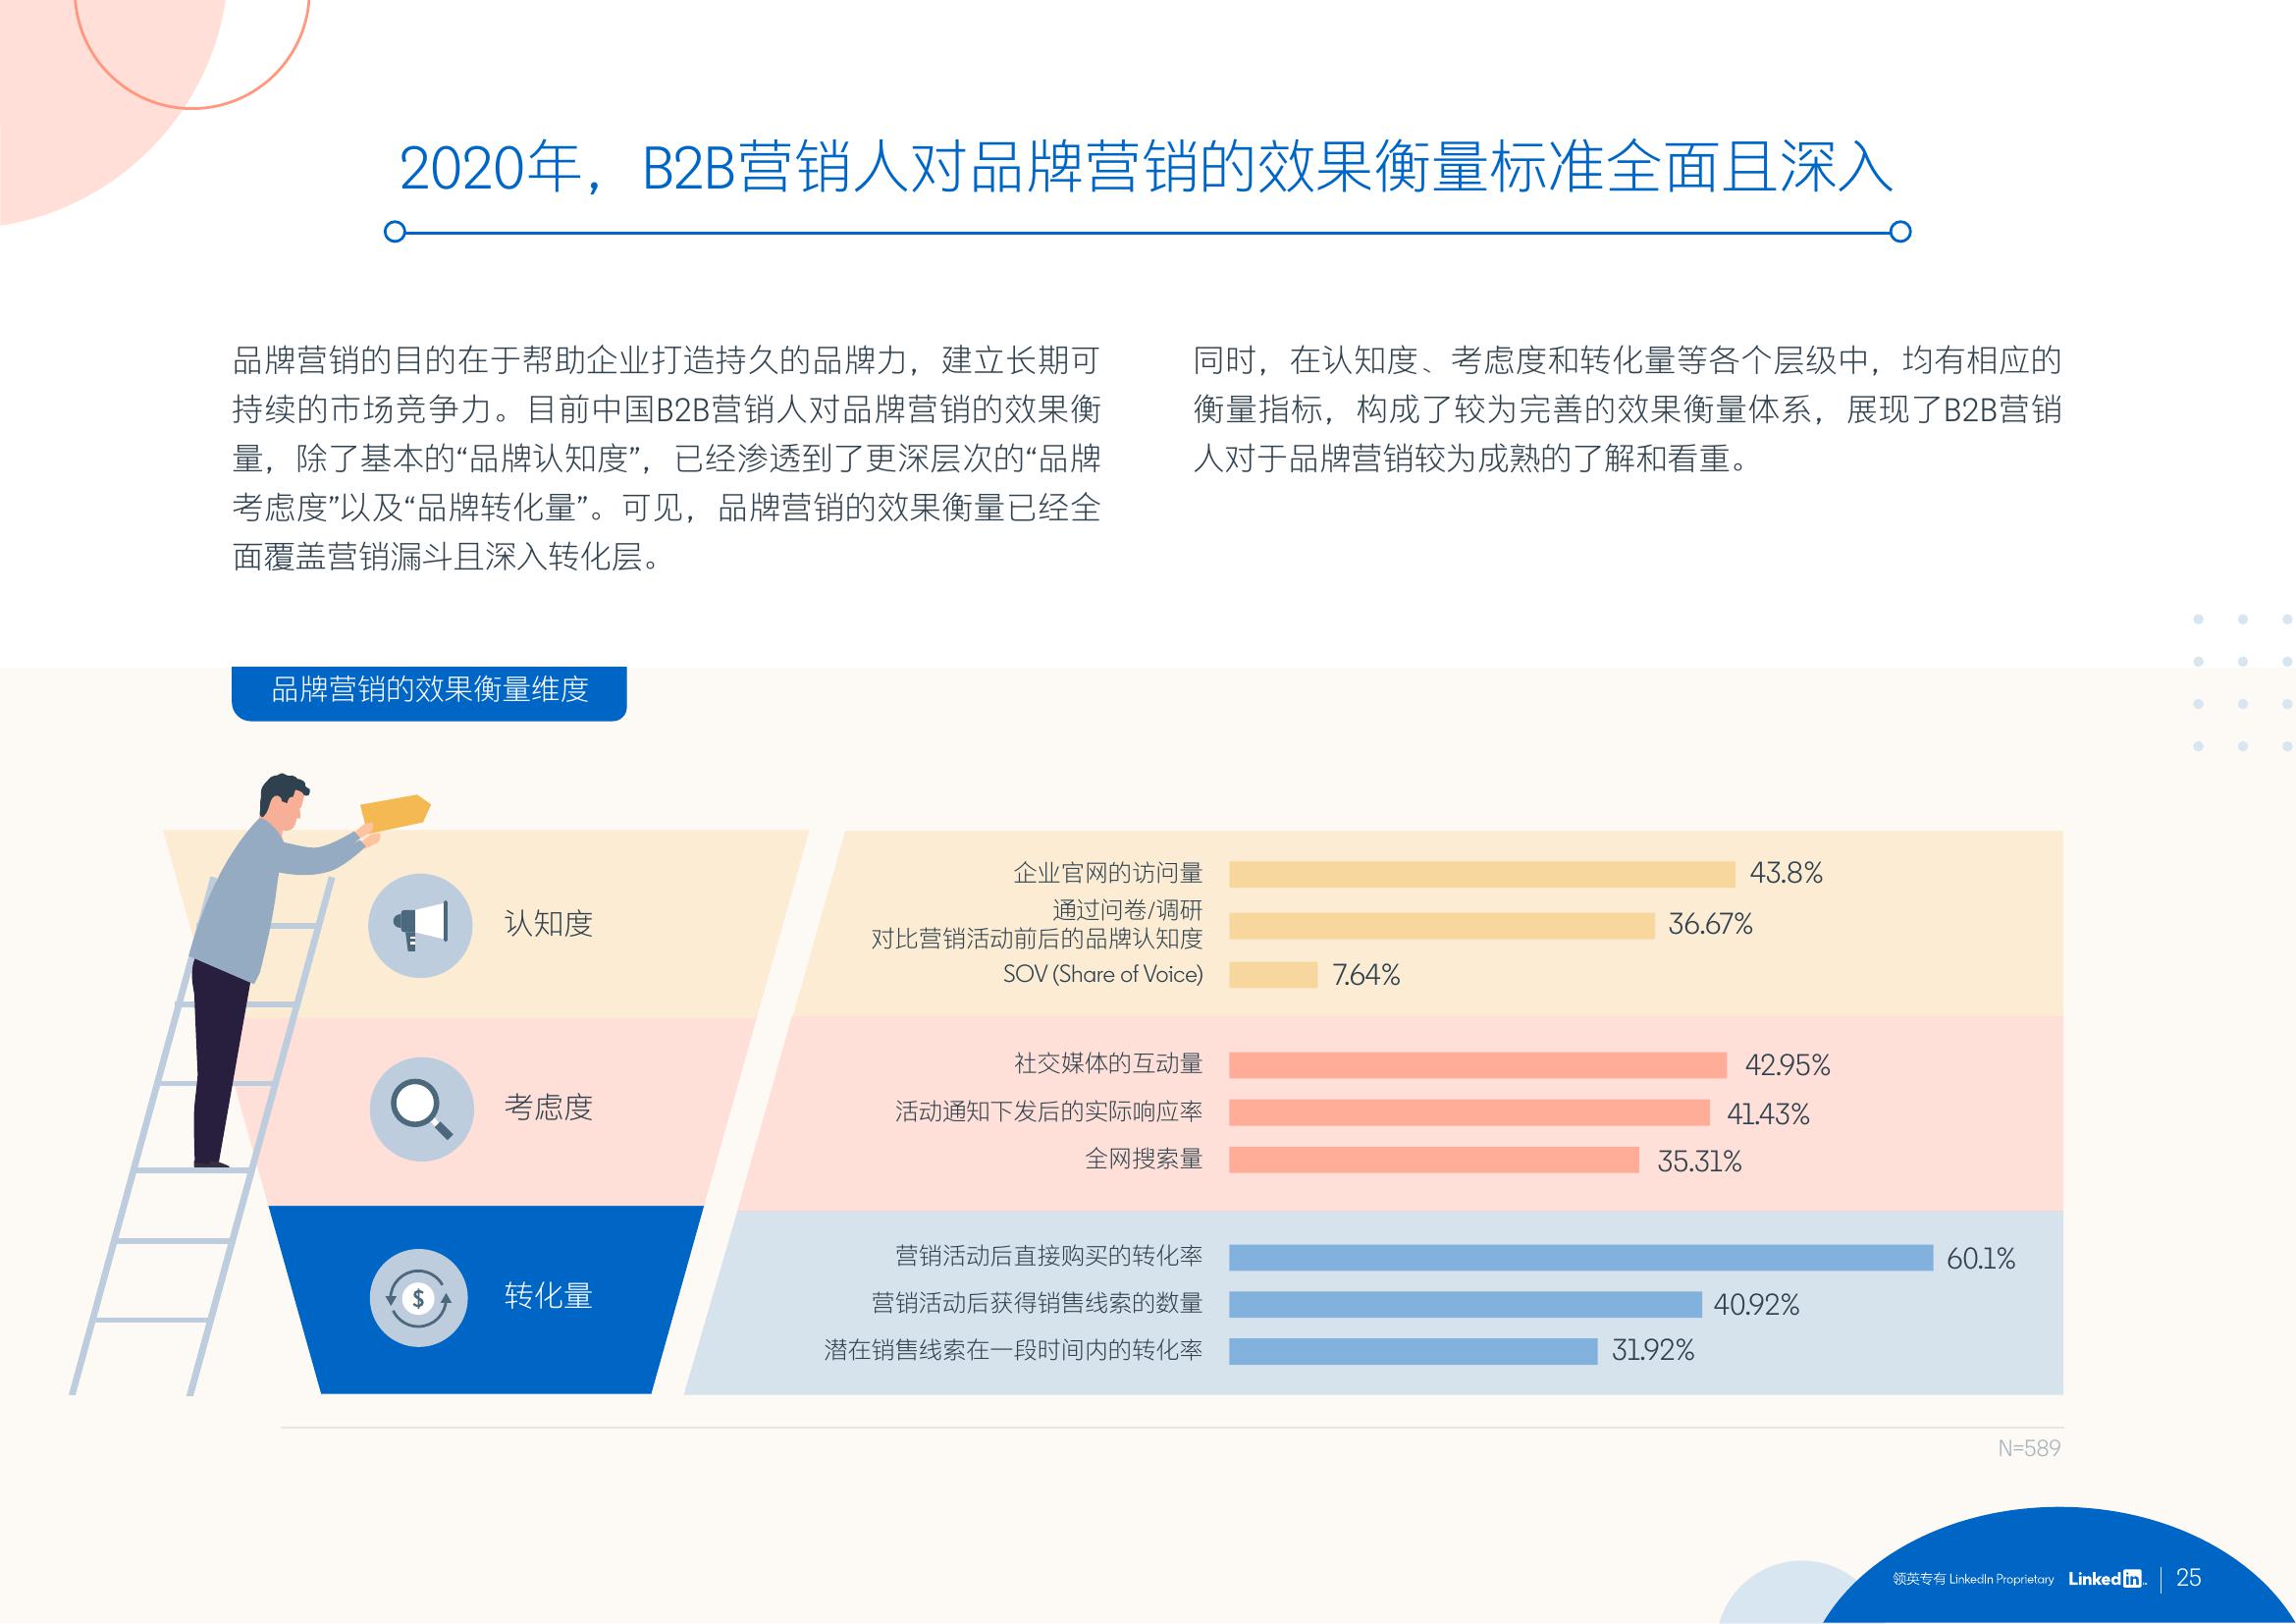 2020年，B2B营销人对品牌营销的效果衡量标准全面且深入
品牌营销的目的在于帮助企业打造持久的品牌力，建立长期可
持续的市场竞争力。目前中国B2B营销人对品牌营销的效果衡
量，除了基本的“品牌认知度”，已经渗透到了更深层次的“品牌
考虑度”以及“品牌转化量”。可见，品牌营销的效果衡量已经全
面覆盖营销漏斗且深入转化层。
同时，在认知度、考虑度和转化量等各个层级中，均有相应的
衡量指标，构成了较为完善的效果衡量体系，展现了B2B营销
人对于品牌营销较为成熟的了解和看重。
品牌营销的效果衡量维度
认知度
企业官网的访问量 43.8%
通过问卷/调研
对比营销活动前后的品牌认知度 36.67%
SOV (Share of Voice) 7.64%
考虑度
社交媒体的互动量 42.95%
活动通知下发后的实际响应率 41.43%
全网搜索量 35.31%
$ 转化量
营销活动后直接购买的转化率 60.1%
营销活动后获得销售线索的数量 40.92%
潜在销售线索在一段时间内的转化率 31.92%
N=589
领英专有 LinkedIn Proprietary LinkedIn 25